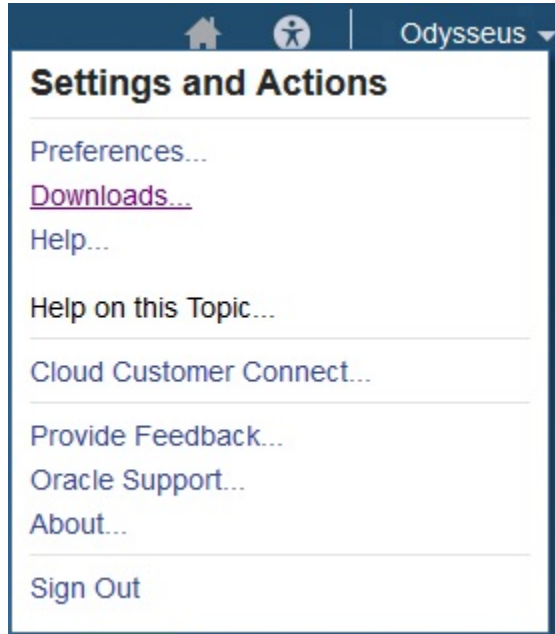 Odysseus
Settings and Actions
Preferences...
Downloads...
Help...
Help on this Topic...
Cloud Customer Connect...
Provide Feedback...
Oracle Support...
About...
Sign Out